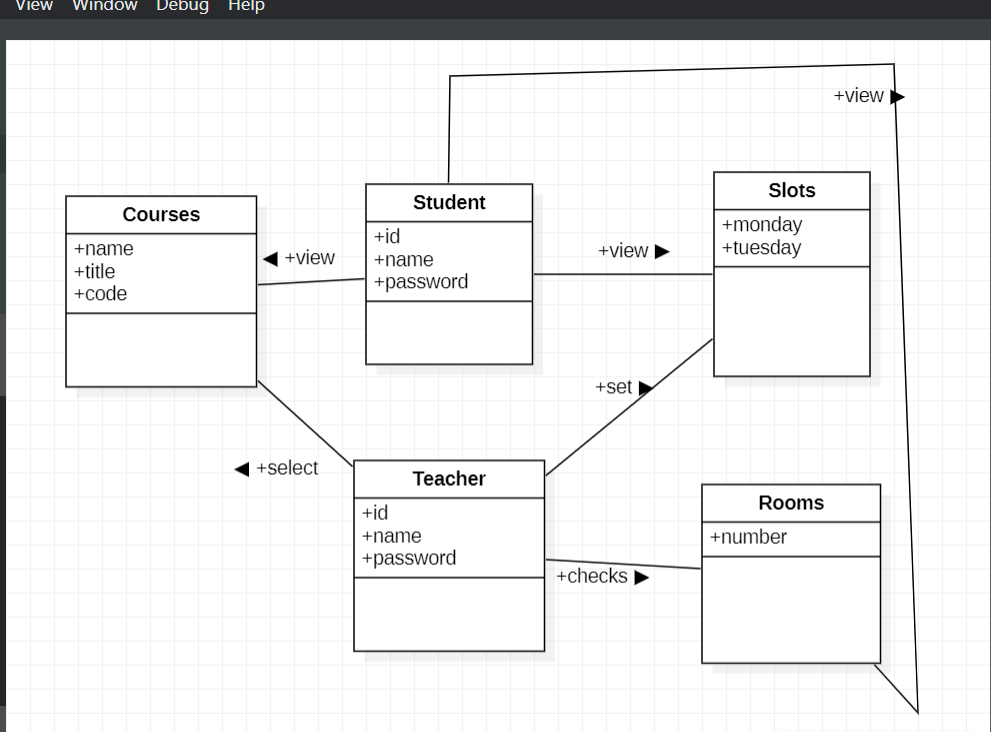 View Window Debug Help
+view ►
Courses
+name
+title
+code
◄ +view
Student
+id
+name
+password
+view ►
Slots
+monday
+tuesday
+set ►
◄ +select
Teacher
+id
+name
+password
+checks ►
Rooms
+number